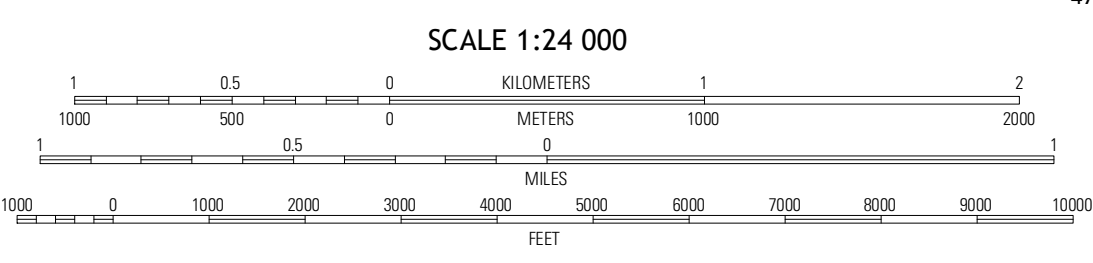 SCALE 1:24 000
1 0.5 0 KILOMETERS 1 2
1000 500 0 METERS 1000 2000
1 0.5 0 1
MILES
1000 0 1000 2000 3000 4000 5000 6000 7000 8000 9000 10000
FEET